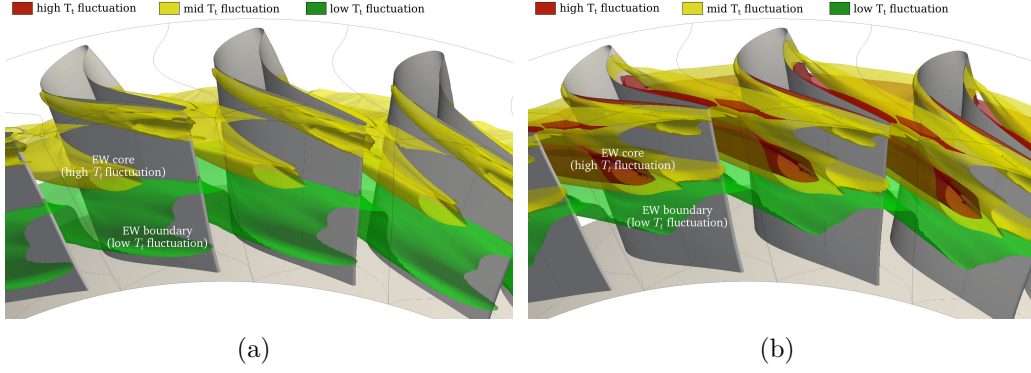 high Tt fluctuation mid Tt fluctuation low Tt fluctuation
high Tt fluctuation mid Tt fluctuation low Tt fluctuation
EW core
(high Tt fluctuation)
EW boundary
(low Tt fluctuation)
EW core
(high Tt fluctuation)
EW boundary
(low Tt fluctuation)
(a)
(b)